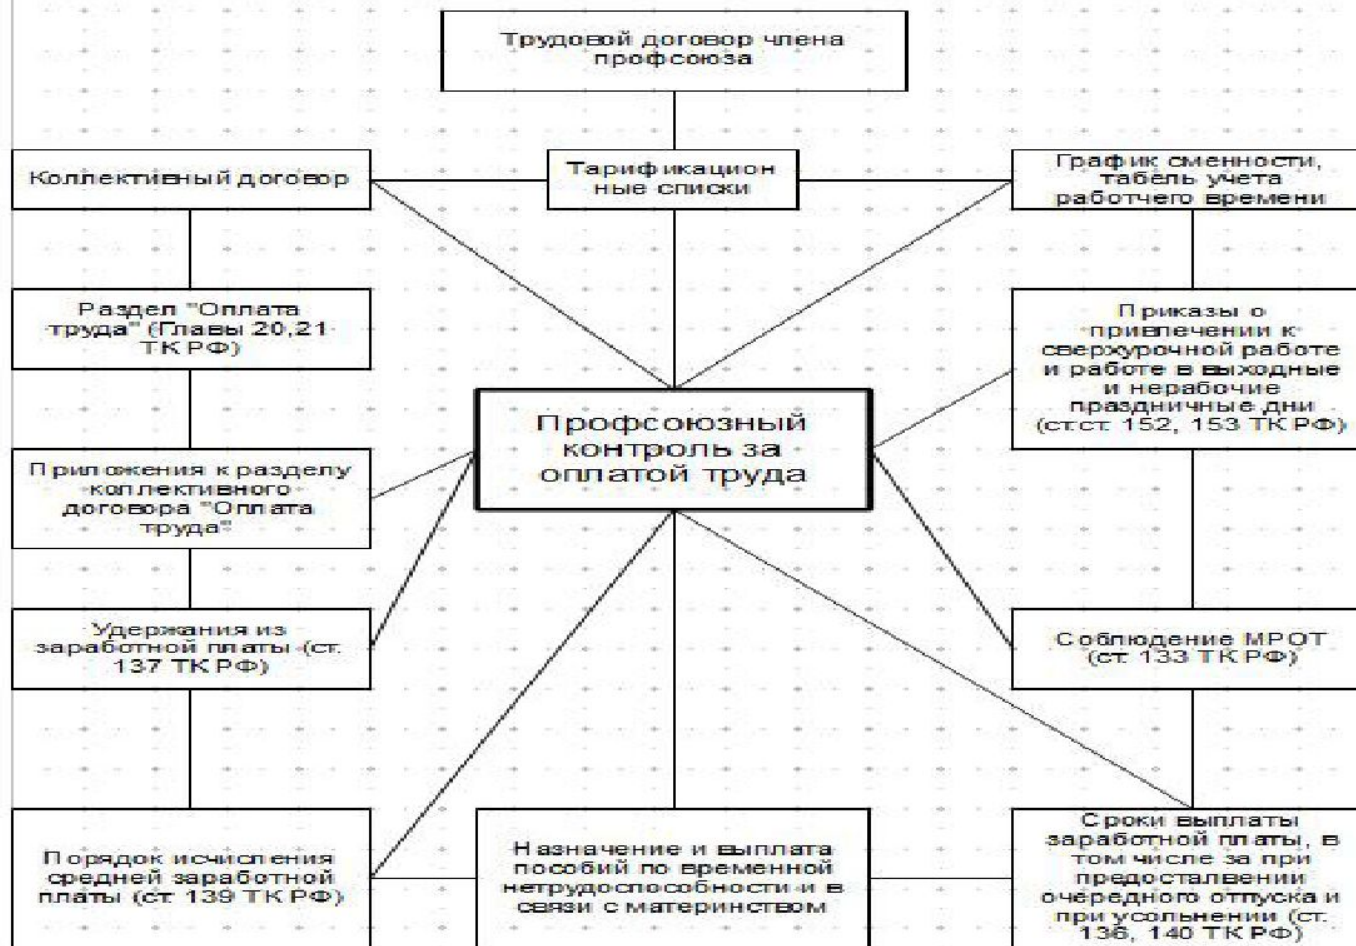 Трудовой договор члена
профсоюза
Коллективный договор
Тарификацион
ные списки
График сменности,
табель учета
работчего времени
Раздел "Оплата
труда" (Главы 20,21
ТК РФ)
Приказы о
привлечении к
сверхурочной работе
и работе в выходные
и нерабочие
праздничные дни
(ст.ст. 152, 153 ТК РФ)
Профсоюзный
контроль за
оплатой труда
Приложения к разделу
коллективного
договора "Оплата
труда"
Удержания из
заработной платы (ст.
137 ТК РФ)
Соблюдение МРОТ
(ст. 133 ТК РФ)
Порядок исчисления
средней заработной
платы (ст. 139 ТК РФ)
Назначение и выплата
пособий по временной
нетрудоспособности и в
связи с материнством
Сроки выплаты
заработной платы, в
том числе за при
предосталвении
очередного отпуска и
при усольнении (ст.
136, 140 ТК РФ)